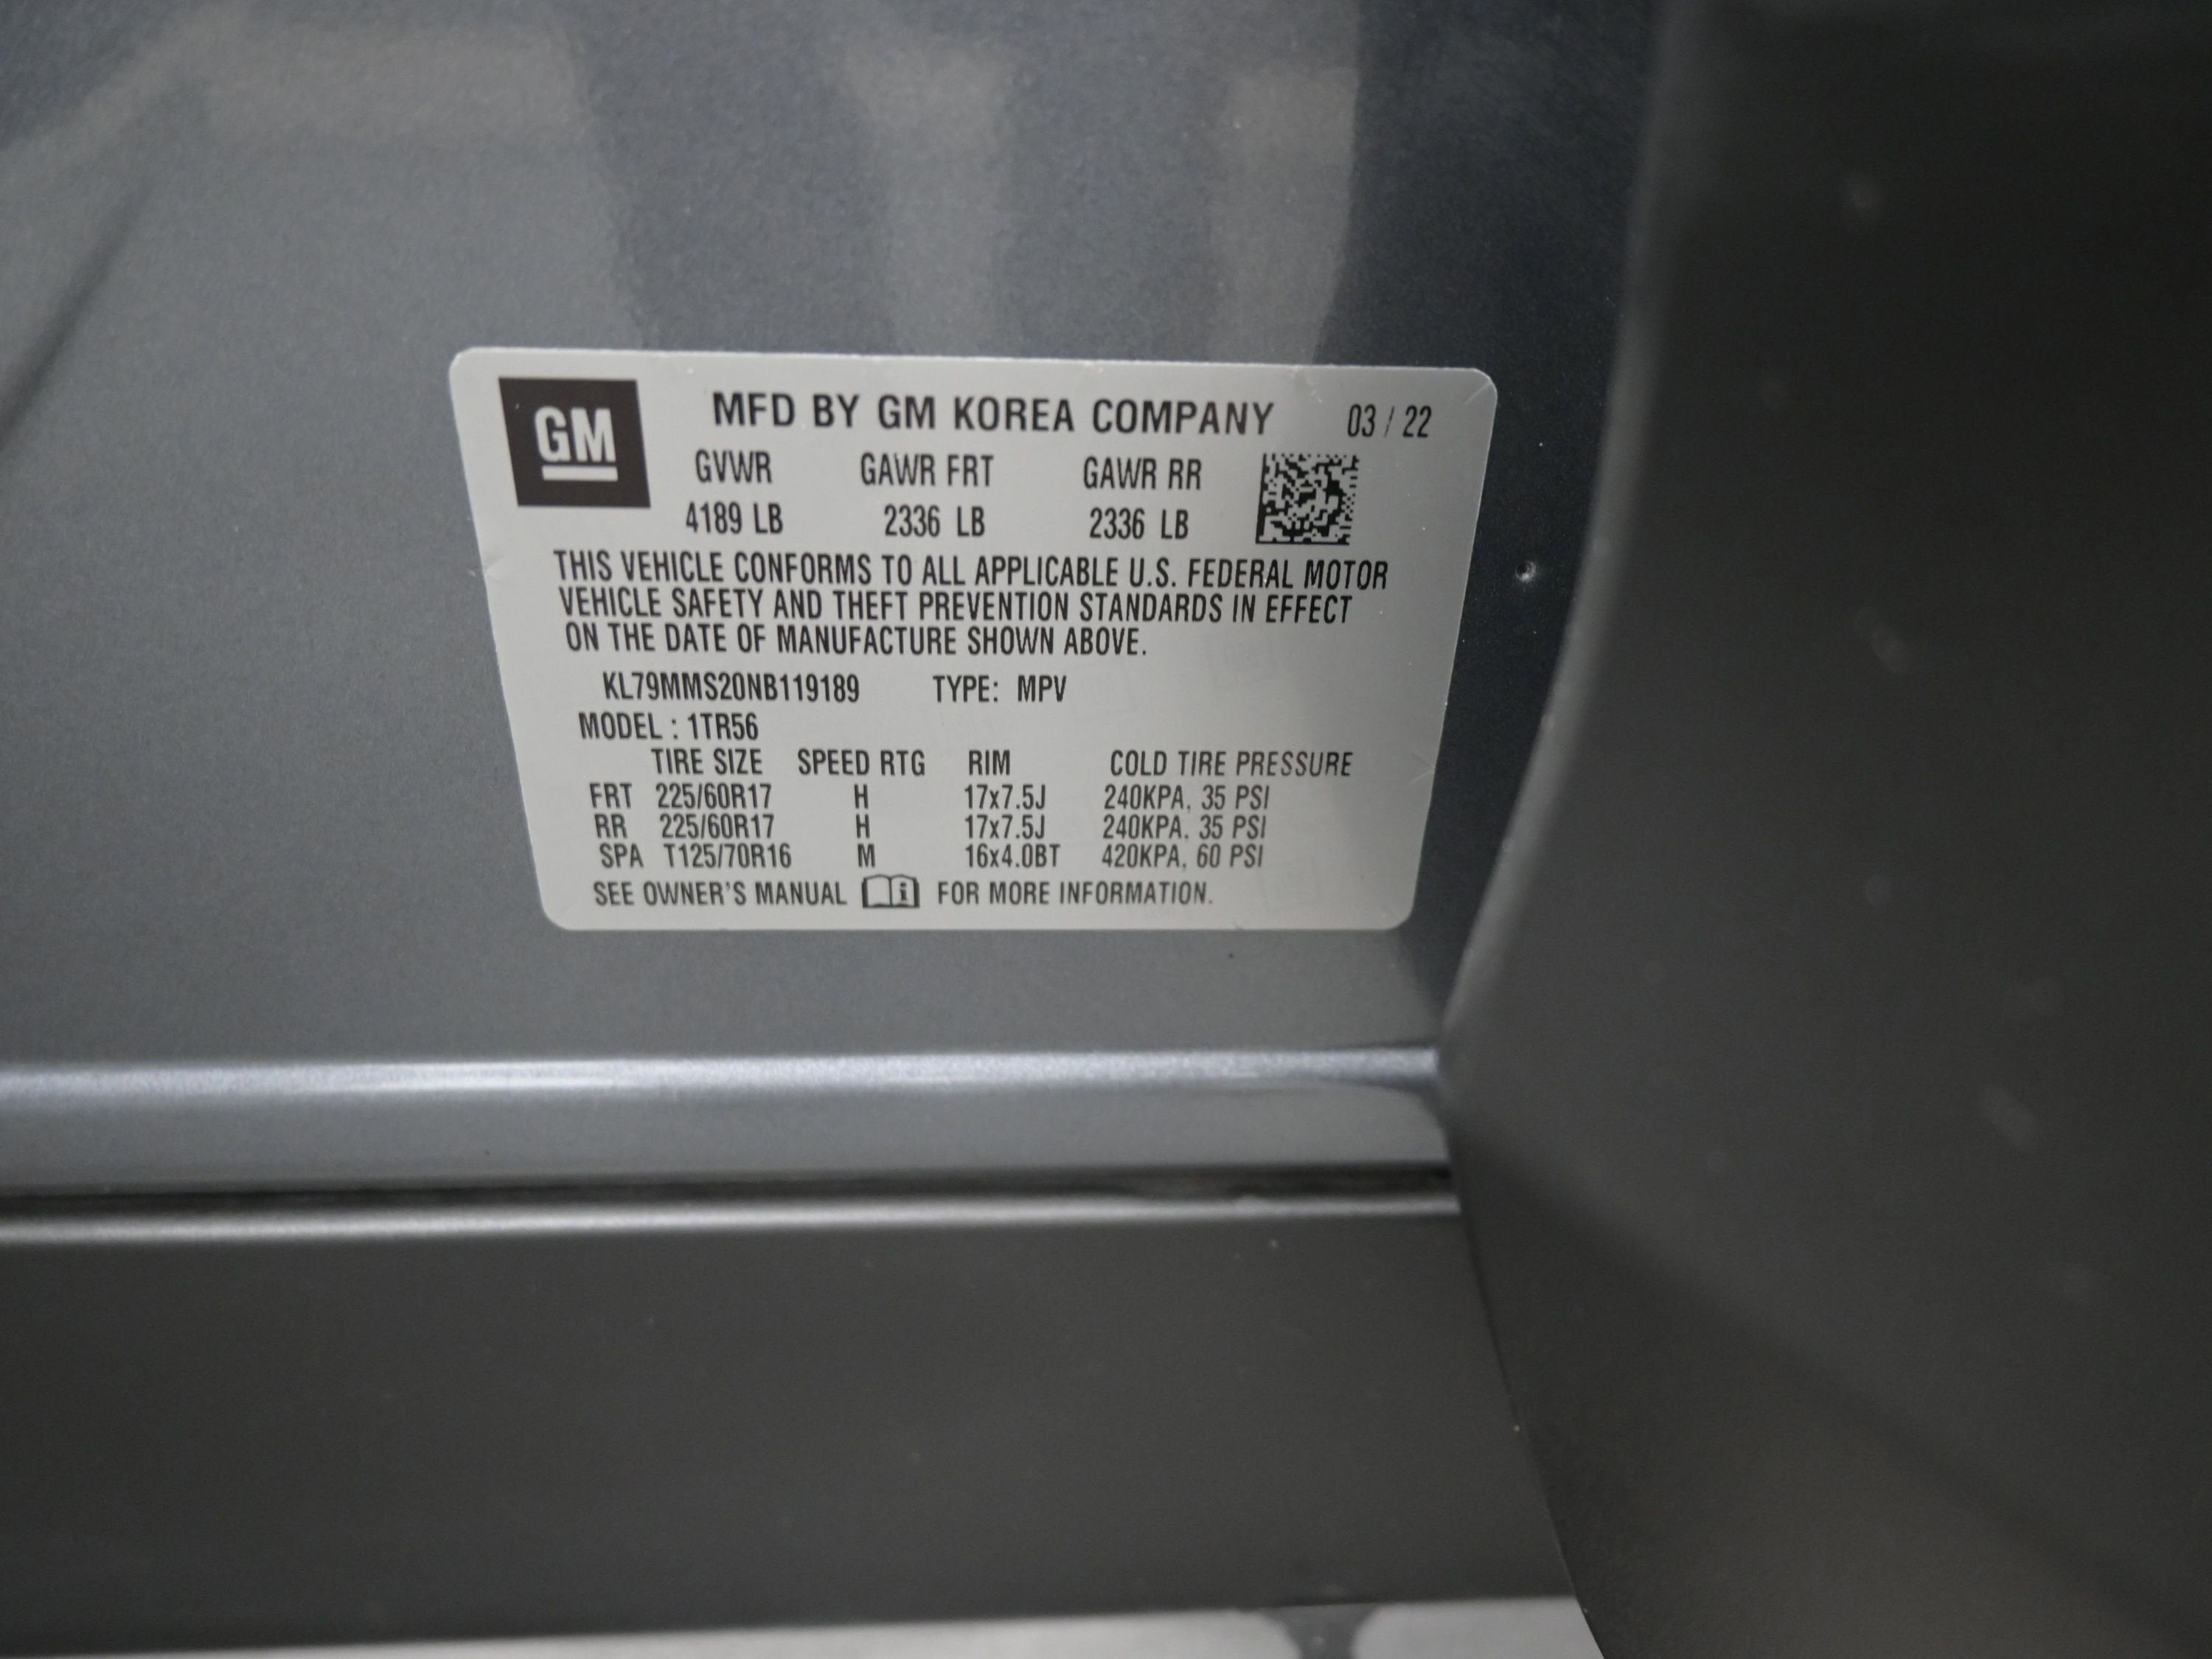 GM
MFD BY GM KOREA COMPANY 03 / 22
GVWR GAWR FRT GAWR RR
4189 LB 2336 LB 2336 LB
THIS VEHICLE CONFORMS TO ALL APPLICABLE U.S. FEDERAL MOTOR
VEHICLE SAFETY AND THEFT PREVENTION STANDARDS IN EFFECT
ON THE DATE OF MANUFACTURE SHOWN ABOVE.
KL79MMS20NB119189 TYPE: MPV
MODEL : 1TR56
TIRE SIZE SPEED RTG RIM COLD TIRE PRESSURE
FRT 225/60R17 H 17x7.5J 240KPA, 35 PSI
RR 225/60R17 H 17x7.5J 240KPA, 35 PSI
SPA T125/70R16 M 16x4.0BT 420KPA, 60 PSI
SEE OWNER'S MANUAL i FOR MORE INFORMATION.